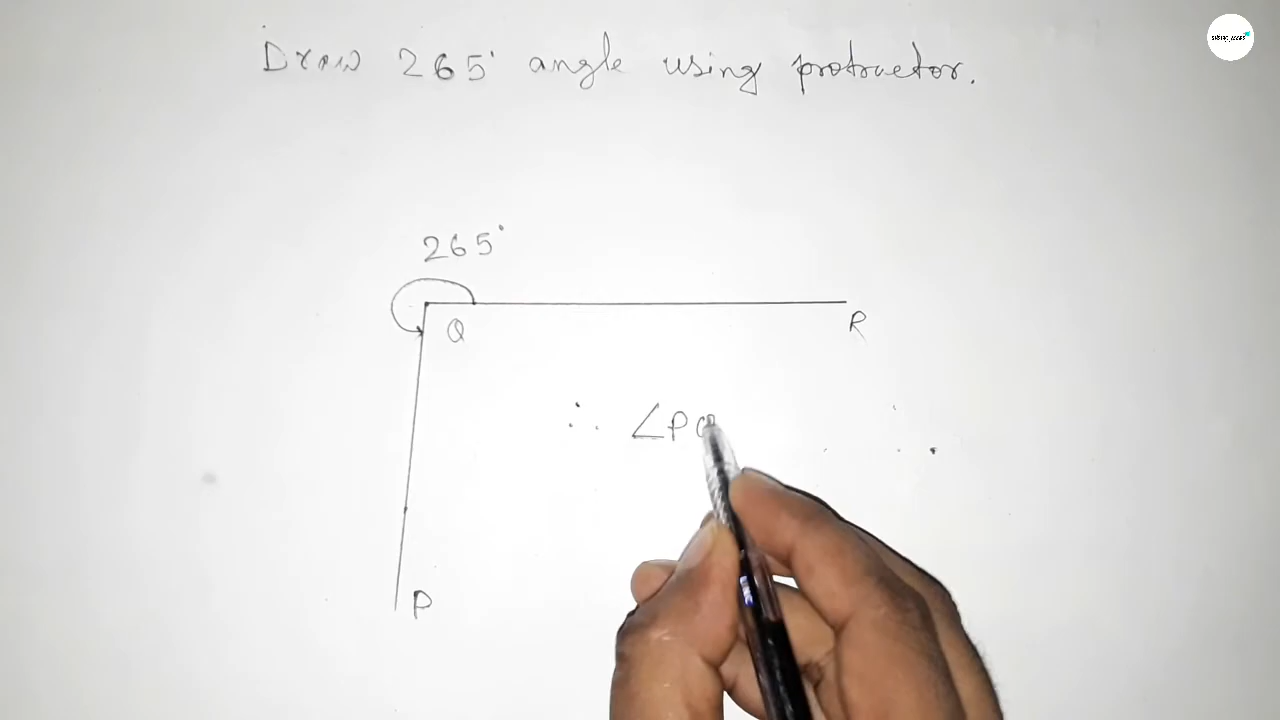 Draw 265° angle using protractor.
265°
Q
R
∴ ∠PQ
P